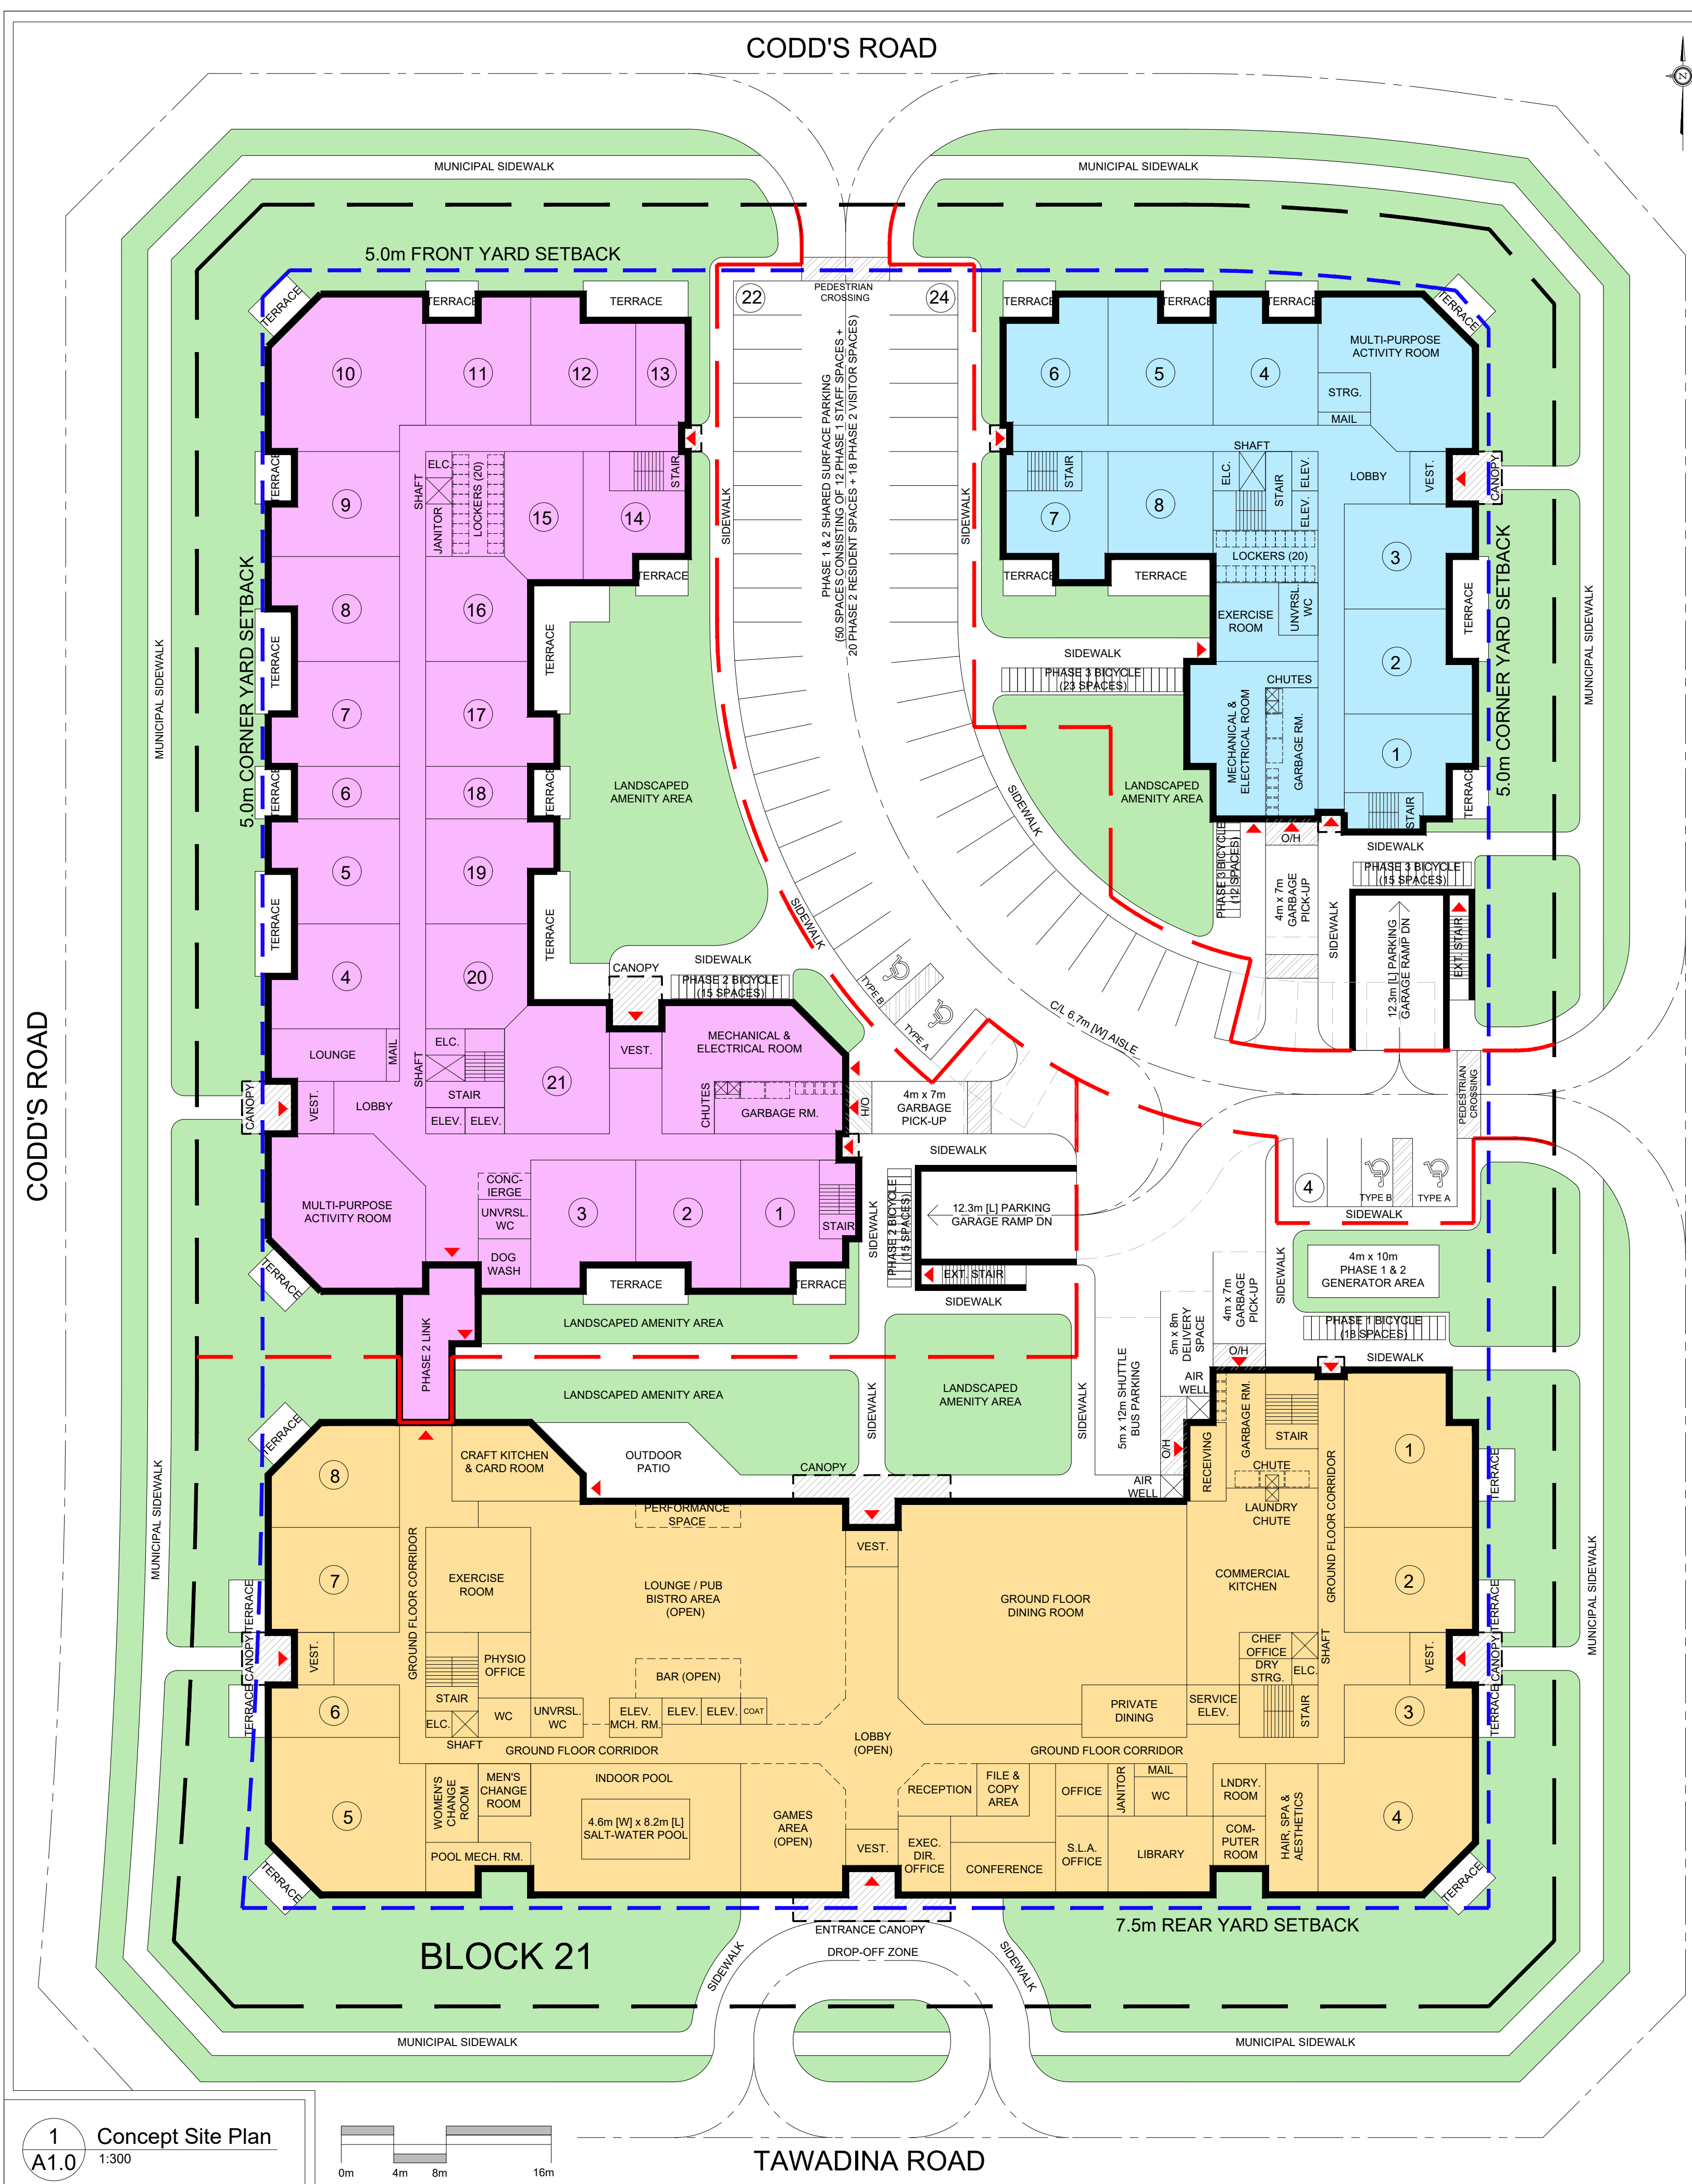 CODD'S ROAD
N
MUNICIPAL SIDEWALK
MUNICIPAL SIDEWALK
5.0m FRONT YARD SETBACK
PEDESTRIAN
CROSSING
22
24
TERRACE
TERRACE
TERRACE
TERRACE
TERRACE
TERRACE
TERRACE
10
11
12
13
6
5
4
MULTI-PURPOSE
ACTIVITY ROOM
STRG.
MAIL
PHASE 1 & 2 SHARED SURFACE PARKING
(50 SPACES CONSISTING OF 12 PHASE 1 STAFF SPACES +
20 PHASE 2 RESIDENT SPACES + 18 PHASE 2 VISITOR SPACES)
TERRACE
9
SHAFT
ELC.
JANITOR
LOCKERS (20)
15
14
STAIR
SIDEWALK
SIDEWALK
STAIR
7
8
SHAFT
ELC.
STAIR
ELEV.
ELEV.
LOBBY
VEST.
CANOPY
LOCKERS (20)
3
TERRACE
TERRACE
TERRACE
5.0m CORNER YARD SETBACK
5.0m CORNER YARD SETBACK
MUNICIPAL SIDEWALK
MUNICIPAL SIDEWALK
8
16
TERRACE
TERRACE
EXERCISE
ROOM
UNVRSL.
WC
TERRACE
SIDEWALK
PHASE 3 BICYCLE
(23 SPACES)
2
7
17
CHUTES
MECHANICAL &
ELECTRICAL ROOM
GARBAGE RM.
1
STAIR
TERRACE
TERRACE
6
18
TERRACE
LANDSCAPED
AMENITY AREA
SIDEWALK
LANDSCAPED
AMENITY AREA
O/H
SIDEWALK
5
19
PHASE 3 BICYCLE
(12 SPACES)
4m x 7m
GARBAGE
PICK-UP
SIDEWALK
PHASE 3 BICYCLE
(15 SPACES)
12.3m [L] PARKING
GARAGE RAMP DN
EXT. STAIR
TERRACE
TERRACE
4
20
SIDEWALK
SIDEWALK
CANOPY
PHASE 2 BICYCLE
(15 SPACES)
TYPE B
TYPE A
C/L 6.7m [W] AISLE
CODD'S ROAD
LOUNGE
MAIL
SHAFT
ELC.
STAIR
ELEV.
ELEV.
21
VEST.
MECHANICAL &
ELECTRICAL ROOM
CHUTES
GARBAGE RM.
O/H
4m x 7m
GARBAGE
PICK-UP
PEDESTRIAN
CROSSING
CANOPY
VEST.
LOBBY
SIDEWALK
MULTI-PURPOSE
ACTIVITY ROOM
CONC-
IERGE
UNVRSL.
WC
DOG
WASH
3
2
1
STAIR
SIDEWALK
PHASE 2 BICYCLE
(15 SPACES)
12.3m [L] PARKING
GARAGE RAMP DN
EXT. STAIR
SIDEWALK
4
TYPE B
TYPE A
SIDEWALK
SIDEWALK
4m x 10m
PHASE 1 & 2
GENERATOR AREA
TERRACE
TERRACE
TERRACE
4m x 7m
GARBAGE
PICK-UP
5m x 8m
DELIVERY
SPACE
PHASE 1 BICYCLE
(18 SPACES)
LANDSCAPED AMENITY AREA
PHASE 2 LINK
O/H
SIDEWALK
LANDSCAPED AMENITY AREA
SIDEWALK
LANDSCAPED
AMENITY AREA
SIDEWALK
5m x 12m SHUTTLE
BUS PARKING
AIR
WELL
O/H
AIR
WELL
TERRACE
8
CRAFT KITCHEN
& CARD ROOM
OUTDOOR
PATIO
CANOPY
RECEIVING
GARBAGE RM.
STAIR
CHUTE
LAUNDRY
CHUTE
GROUND FLOOR CORRIDOR
1
TERRACE
MUNICIPAL SIDEWALK
MUNICIPAL SIDEWALK
PERFORMANCE
SPACE
VEST.
7
GROUND FLOOR CORRIDOR
EXERCISE
ROOM
LOUNGE / PUB
BISTRO AREA
(OPEN)
GROUND FLOOR
DINING ROOM
COMMERCIAL
KITCHEN
2
TERRACE
TERRACE
CANOPY
VEST.
PHYSIO
OFFICE
BAR (OPEN)
CHEF
OFFICE
SHAFT
DRY
STRG.
ELC.
VEST.
CANOPY
TERRACE
6
STAIR
ELC.
SHAFT
WC
UNVRSL.
WC
ELEV.
MCH. RM.
ELEV.
ELEV.
COAT
PRIVATE
DINING
SERVICE
ELEV.
STAIR
3
TERRACE
GROUND FLOOR CORRIDOR
LOBBY
(OPEN)
GROUND FLOOR CORRIDOR
5
WOMEN'S
CHANGE
ROOM
MEN'S
CHANGE
ROOM
INDOOR POOL
4.6m [W] x 8.2m [L]
SALT-WATER POOL
POOL MECH. RM.
GAMES
AREA
(OPEN)
VEST.
RECEPTION
FILE &
COPY
AREA
EXEC.
DIR.
OFFICE
CONFERENCE
OFFICE
S.L.A.
OFFICE
JANITOR
MAIL
WC
LIBRARY
LNDRY.
ROOM
COM-
PUTER
ROOM
HAIR, SPA &
AESTHETICS
4
TERRACE
TERRACE
ENTRANCE CANOPY
DROP-OFF ZONE
7.5m REAR YARD SETBACK
BLOCK 21
SIDEWALK
SIDEWALK
MUNICIPAL SIDEWALK
MUNICIPAL SIDEWALK
1
A1.0
Concept Site Plan
1:300
0m
4m
8m
16m
TAWADINA ROAD